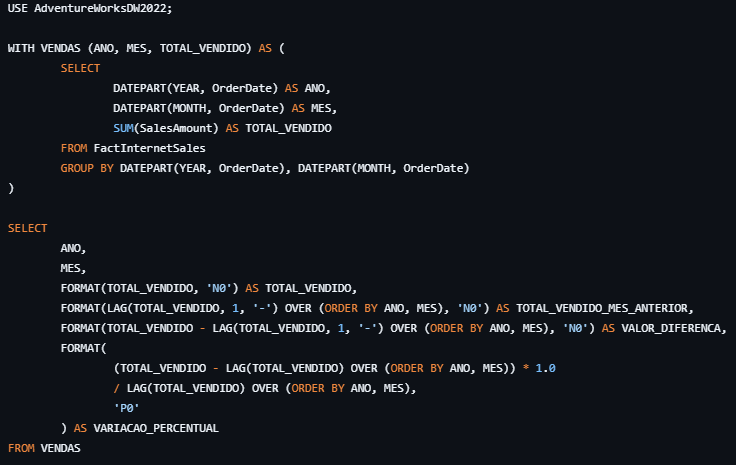 USE AdventureWorksDW2022;
WITH VENDAS (ANO, MES, TOTAL_VENDIDO) AS (
SELECT
DATEPART(YEAR, OrderDate) AS ANO,
DATEPART(MONTH, OrderDate) AS MES,
SUM(SalesAmount) AS TOTAL_VENDIDO
FROM FactInternetSales
GROUP BY DATEPART(YEAR, OrderDate), DATEPART(MONTH, OrderDate)
)
SELECT
ANO,
MES,
FORMAT(TOTAL_VENDIDO, 'N0') AS TOTAL_VENDIDO,
FORMAT(LAG(TOTAL_VENDIDO, 1, '-') OVER (ORDER BY ANO, MES), 'N0') AS TOTAL_VENDIDO_MES_ANTERIOR,
FORMAT(TOTAL_VENDIDO - LAG(TOTAL_VENDIDO, 1, '-') OVER (ORDER BY ANO, MES), 'N0') AS VALOR_DIFERENCA,
FORMAT(
(TOTAL_VENDIDO - LAG(TOTAL_VENDIDO) OVER (ORDER BY ANO, MES)) * 1.0
/ LAG(TOTAL_VENDIDO) OVER (ORDER BY ANO, MES),
'P0'
) AS VARIACAO_PERCENTUAL
FROM VENDAS